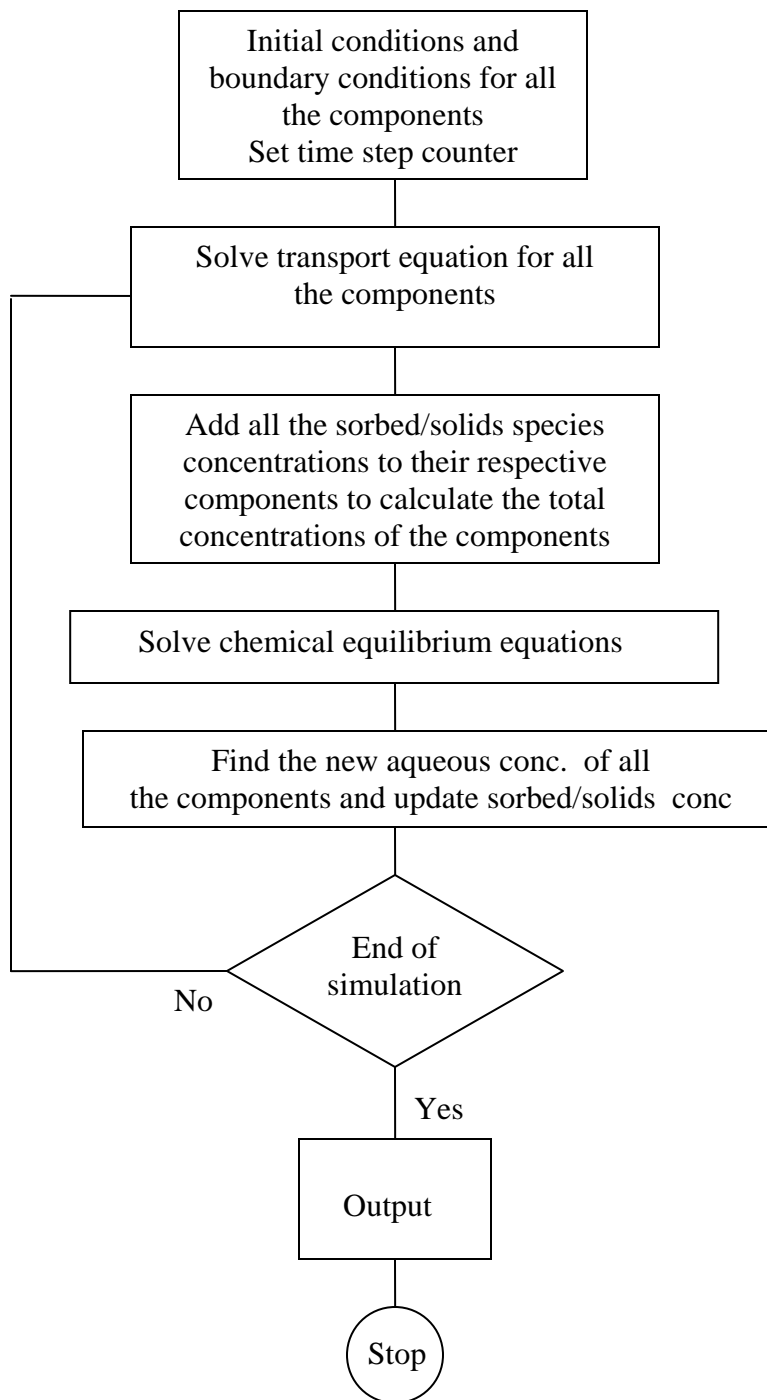 Initial conditions and
boundary conditions for all
the components
Set time step counter
Solve transport equation for all
the components
Add all the sorbed/solids species
concentrations to their respective
components to calculate the total
concentrations of the components
Solve chemical equilibrium equations
Find the new aqueous conc. of all
the components and update sorbed/solids conc
End of
simulation
No
Yes
Output
Stop